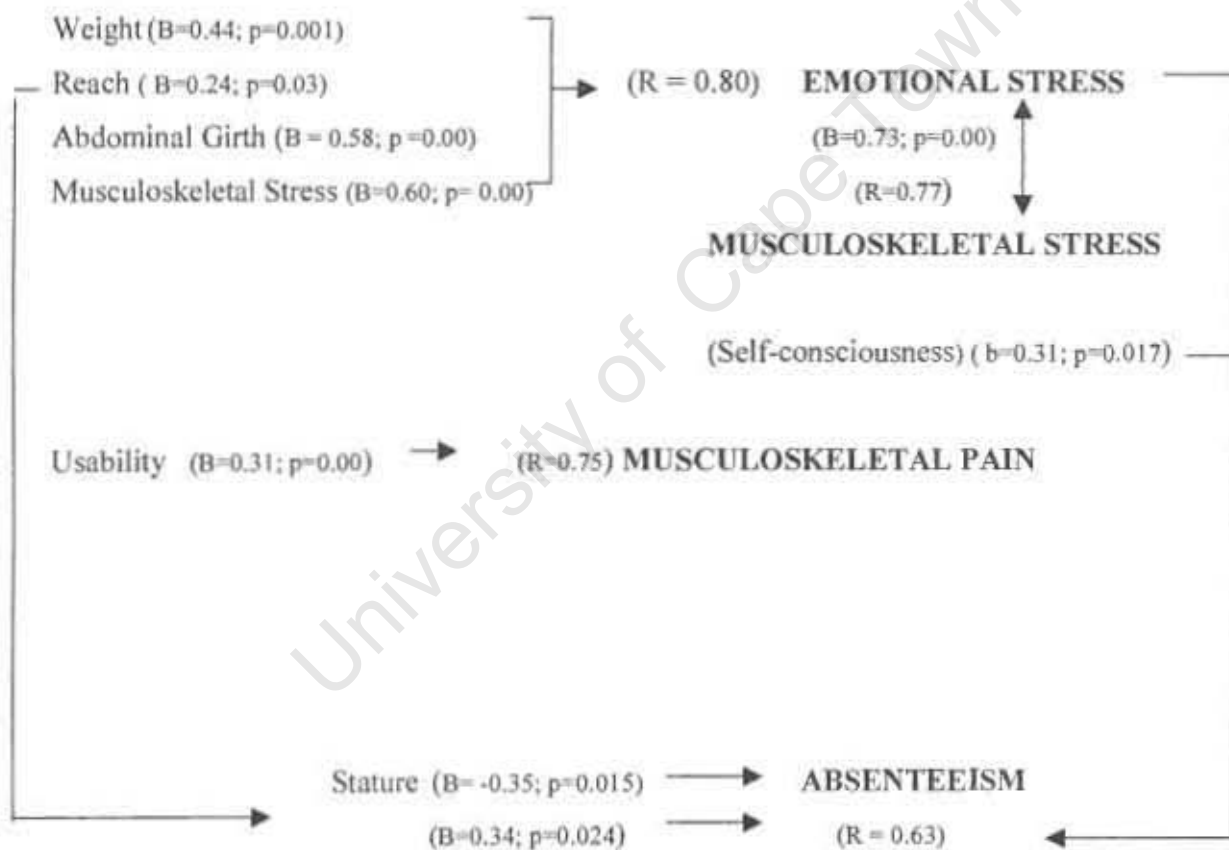 Weight (B=0.44; p=0.001)
Reach ( B=0.24; p=0.03)
(R = 0.80) EMOTIONAL STRESS
Abdominal Girth (B = 0.58; p =0.00)
(B=0.73; p=0.00)
Musculoskeletal Stress (B=0.60; p= 0.00)
(R=0.77)
MUSCULOSKELETAL STRESS
(Self-consciousness) ( b=0.31; p=0.017)
Usability (B=0.31; p=0.00)
(R=0.75) MUSCULOSKELETAL PAIN
Stature (B= -0.35; p=0.015)
ABSENTEEISM
(B=0.34; p=0.024)
(R = 0.63)
University of Cape Town